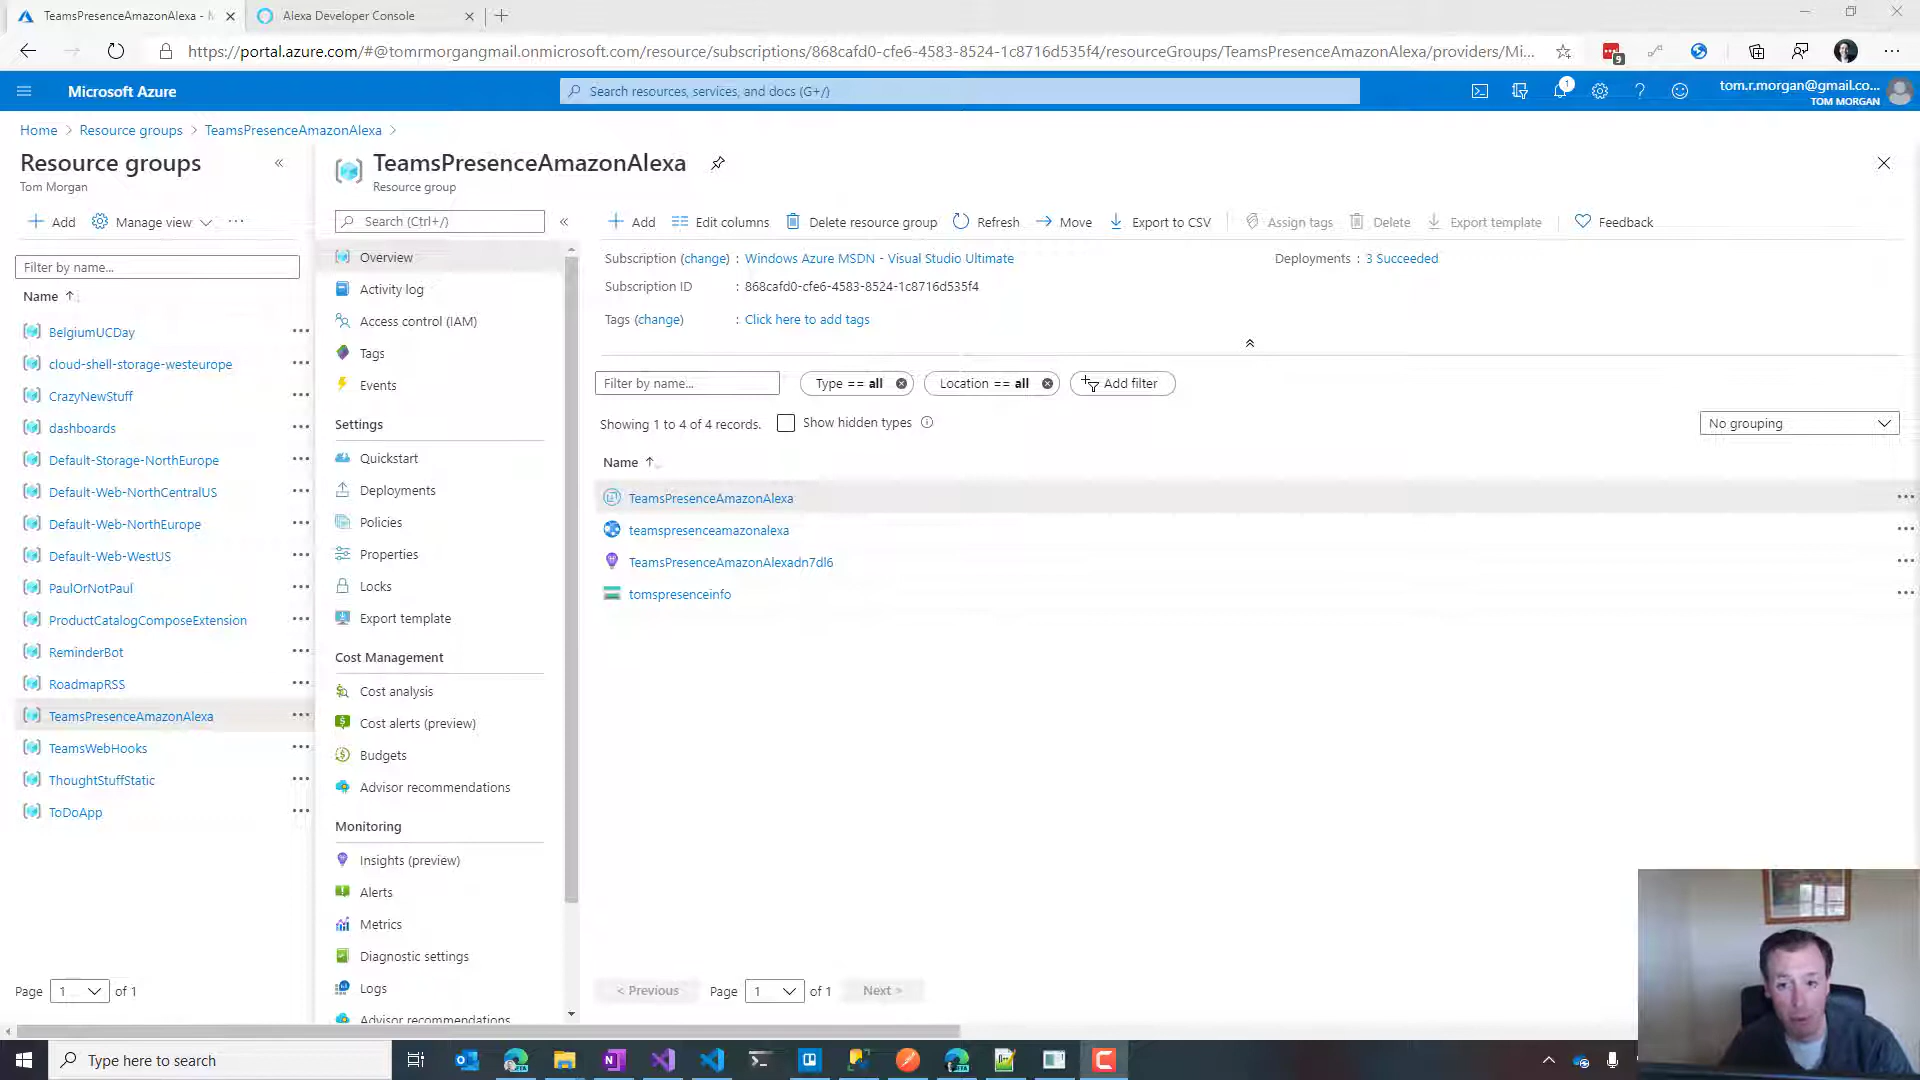 TeamsPresenceAmazonAlexa - M
Alexa Developer Console
https://portal.azure.com/#@tomrmorgangmail.onmicrosoft.com/resource/subscriptions/868cafd0-cfe6-4583-8524-1c8716d535f4/resourceGroups/TeamsPresenceAmazonAlexa/providers/Mi...
9
Microsoft Azure
Search resources, services, and docs (G+/)
1
tom.r.morgan@gmail.co...
TOM MORGAN
Home > Resource groups > TeamsPresenceAmazonAlexa >
Resource groups
Tom Morgan
Add
Manage view
Filter by name...
Name ↑
BelgiumUCDay
cloud-shell-storage-westeurope
CrazyNewStuff
dashboards
Default-Storage-NorthEurope
Default-Web-NorthCentralUS
Default-Web-NorthEurope
Default-Web-WestUS
PaulOrNotPaul
ProductCatalogComposeExtension
ReminderBot
RoadmapRSS
TeamsPresenceAmazonAlexa
TeamsWebHooks
ThoughtStuffStatic
ToDoApp
Page 1 of 1
TeamsPresenceAmazonAlexa
Resource group
Search (Ctrl+/)
Overview
Activity log
Access control (IAM)
Tags
Events
Settings
Quickstart
Deployments
Policies
Properties
Locks
Export template
Cost Management
Cost analysis
Cost alerts (preview)
Budgets
Advisor recommendations
Monitoring
Insights (preview)
Alerts
Metrics
Diagnostic settings
Logs
Advisor recommendations
Add
Edit columns
Delete resource group
Refresh
Move
Export to CSV
Assign tags
Delete
Export template
Feedback
Subscription (change) : Windows Azure MSDN - Visual Studio Ultimate
Deployments : 3 Succeeded
Subscription ID : 868cafd0-cfe6-4583-8524-1c8716d535f4
Tags (change) : Click here to add tags
Filter by name...
Type == all
Location == all
Add filter
Showing 1 to 4 of 4 records.
Show hidden types
No grouping
Name ↑
TeamsPresenceAmazonAlexa
teamspresenceamazonalexa
TeamsPresenceAmazonAlexadn7dl6
tomspresenceinfo
< Previous
Page 1 of 1
Next >
Type here to search